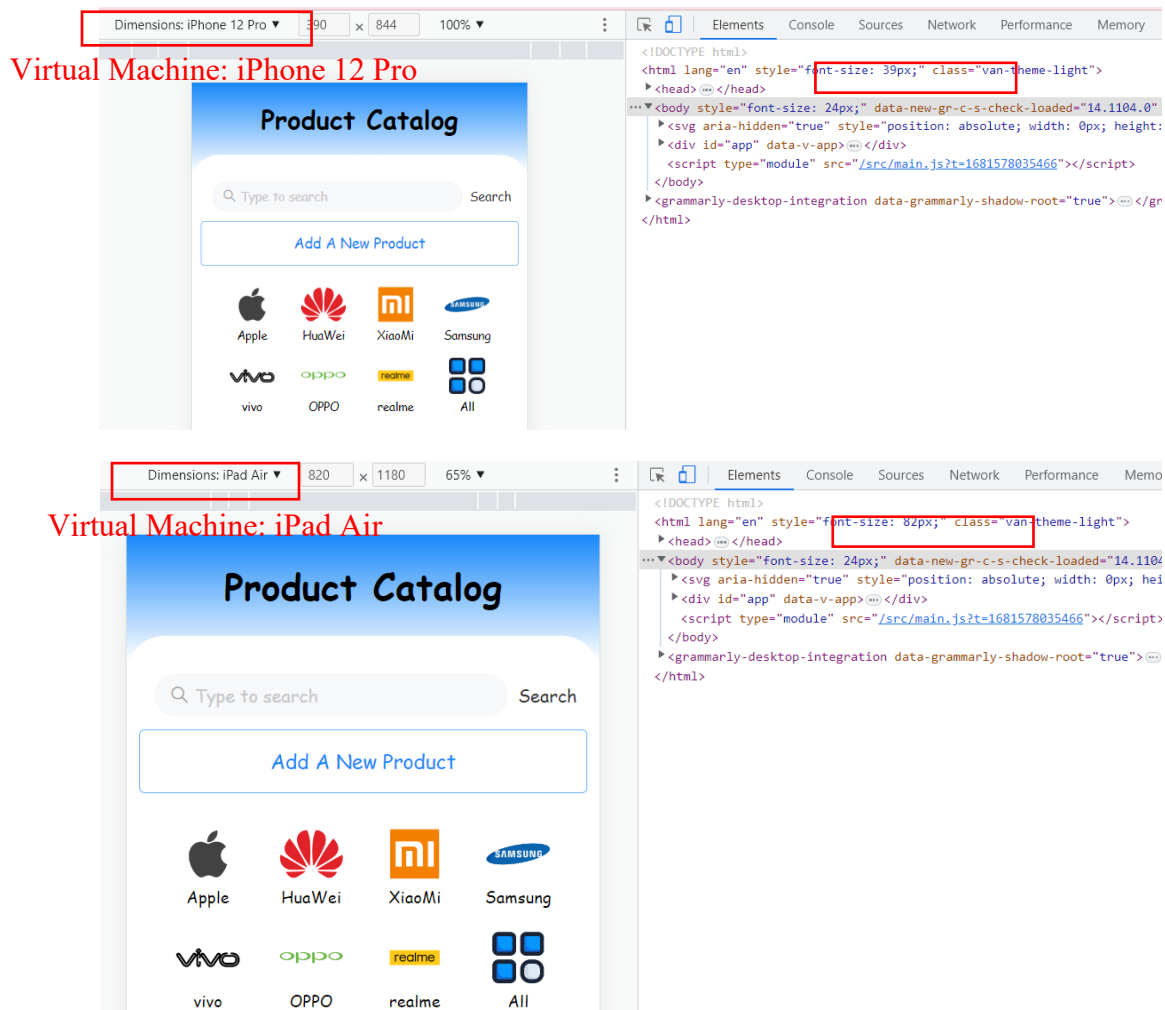 Dimensions: iPhone 12 Pro ▼ 390 × 844 100% ▼ Elements Console Sources Network Performance Memory
<!DOCTYPE html>
Virtual Machine: iPhone 12 Pro
<html lang="en" style="font-size: 39px;" class="van-theme-light">
<head> </head>
<body style="font-size: 24px;" data-new-gr-c-s-check-loaded="14.1104.0"
<svg aria-hidden="true" style="position: absolute; width: 0px; height:
<div id="app" data-v-app> </div>
<script type="module" src="/src/main.js?t=1681578035466"></script>
</body>
<grammarly-desktop-integration data-grammarly-shadow-root="true"> </gr
</html>
Product Catalog
Type to search Search
Add A New Product
SAMSUNG
Apple HuaWei XiaoMi Samsung
vivo oppo realme
vivo OPPO realme All
Dimensions: iPad Air ▼ 820 × 1180 65% ▼ Elements Console Sources Network Performance Memo
<!DOCTYPE html>
Virtual Machine: iPad Air
<html lang="en" style="font-size: 82px;" class="van-theme-light">
<head> </head>
<body style="font-size: 24px;" data-new-gr-c-s-check-loaded="14.1104
<svg aria-hidden="true" style="position: absolute; width: 0px; hei
<div id="app" data-v-app> </div>
<script type="module" src="/src/main.js?t=1681578035466"></script>
</body>
<grammarly-desktop-integration data-grammarly-shadow-root="true">
</html>
Product Catalog
Type to search Search
Add A New Product
SAMSUNG
Apple HuaWei XiaoMi Samsung
vivo oppo realme
vivo OPPO realme All